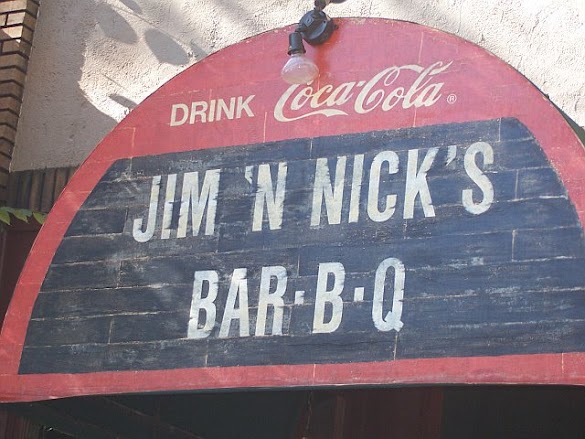 DRINK Coca-Cola®
JIM 'N NICK'S
BAR·B·Q